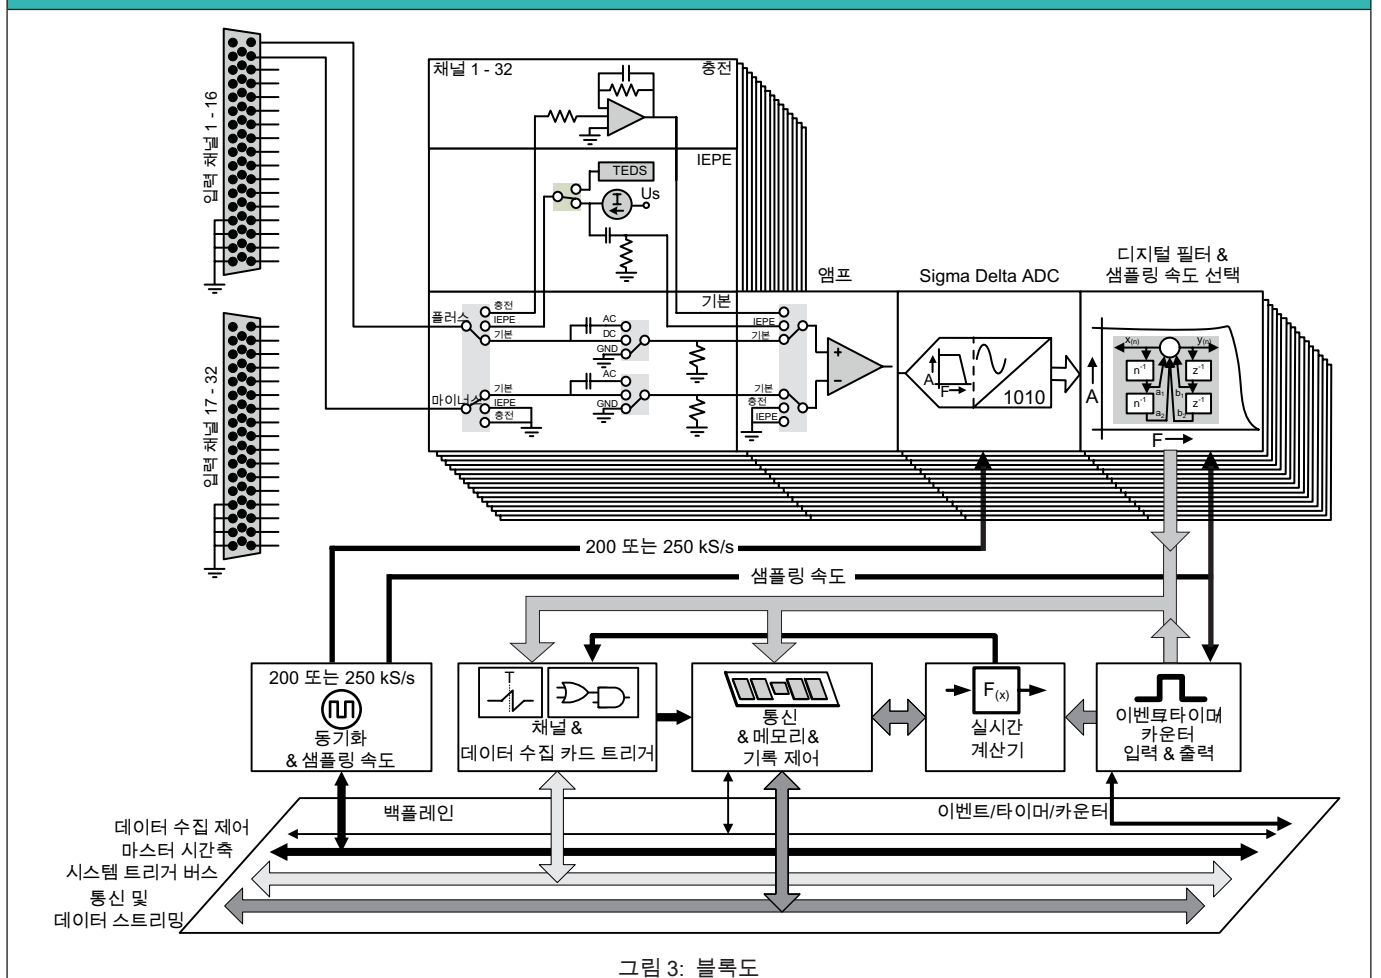 입력 채널 1 - 16
입력 채널 17 - 32
채널 1 - 32
충전
IEPE
TEDS
I
Us
기본
앰프
Sigma Delta ADC
디지털 필터 &
샘플링 속도 선택
플러스
충전
IEPE
기본
AC
DC
GND
마이너스
기본
IEPE
충전
AC
GND
IEPE
기본
기본
충전
IEPE
+
−
A
F
1010
A
x(n)
y(n)
n-1
z-1
n-1
z-1
a1
b1
a2
b2
F
200 또는 250 kS/s
샘플링 속도
200 또는 250 kS/s
동기화
& 샘플링 속도
T
채널 &
데이터 수집 카드 트리거
통신
& 메모리&
기록 제어
F(x)
실시간
계산기
이벤트/타이머/
카운터
입력 & 출력
백플레인
이벤트/타이머/카운터
데이터 수집 제어
마스터 시간축
시스템 트리거 버스
통신 및
데이터 스트리밍
그림 3: 블록도